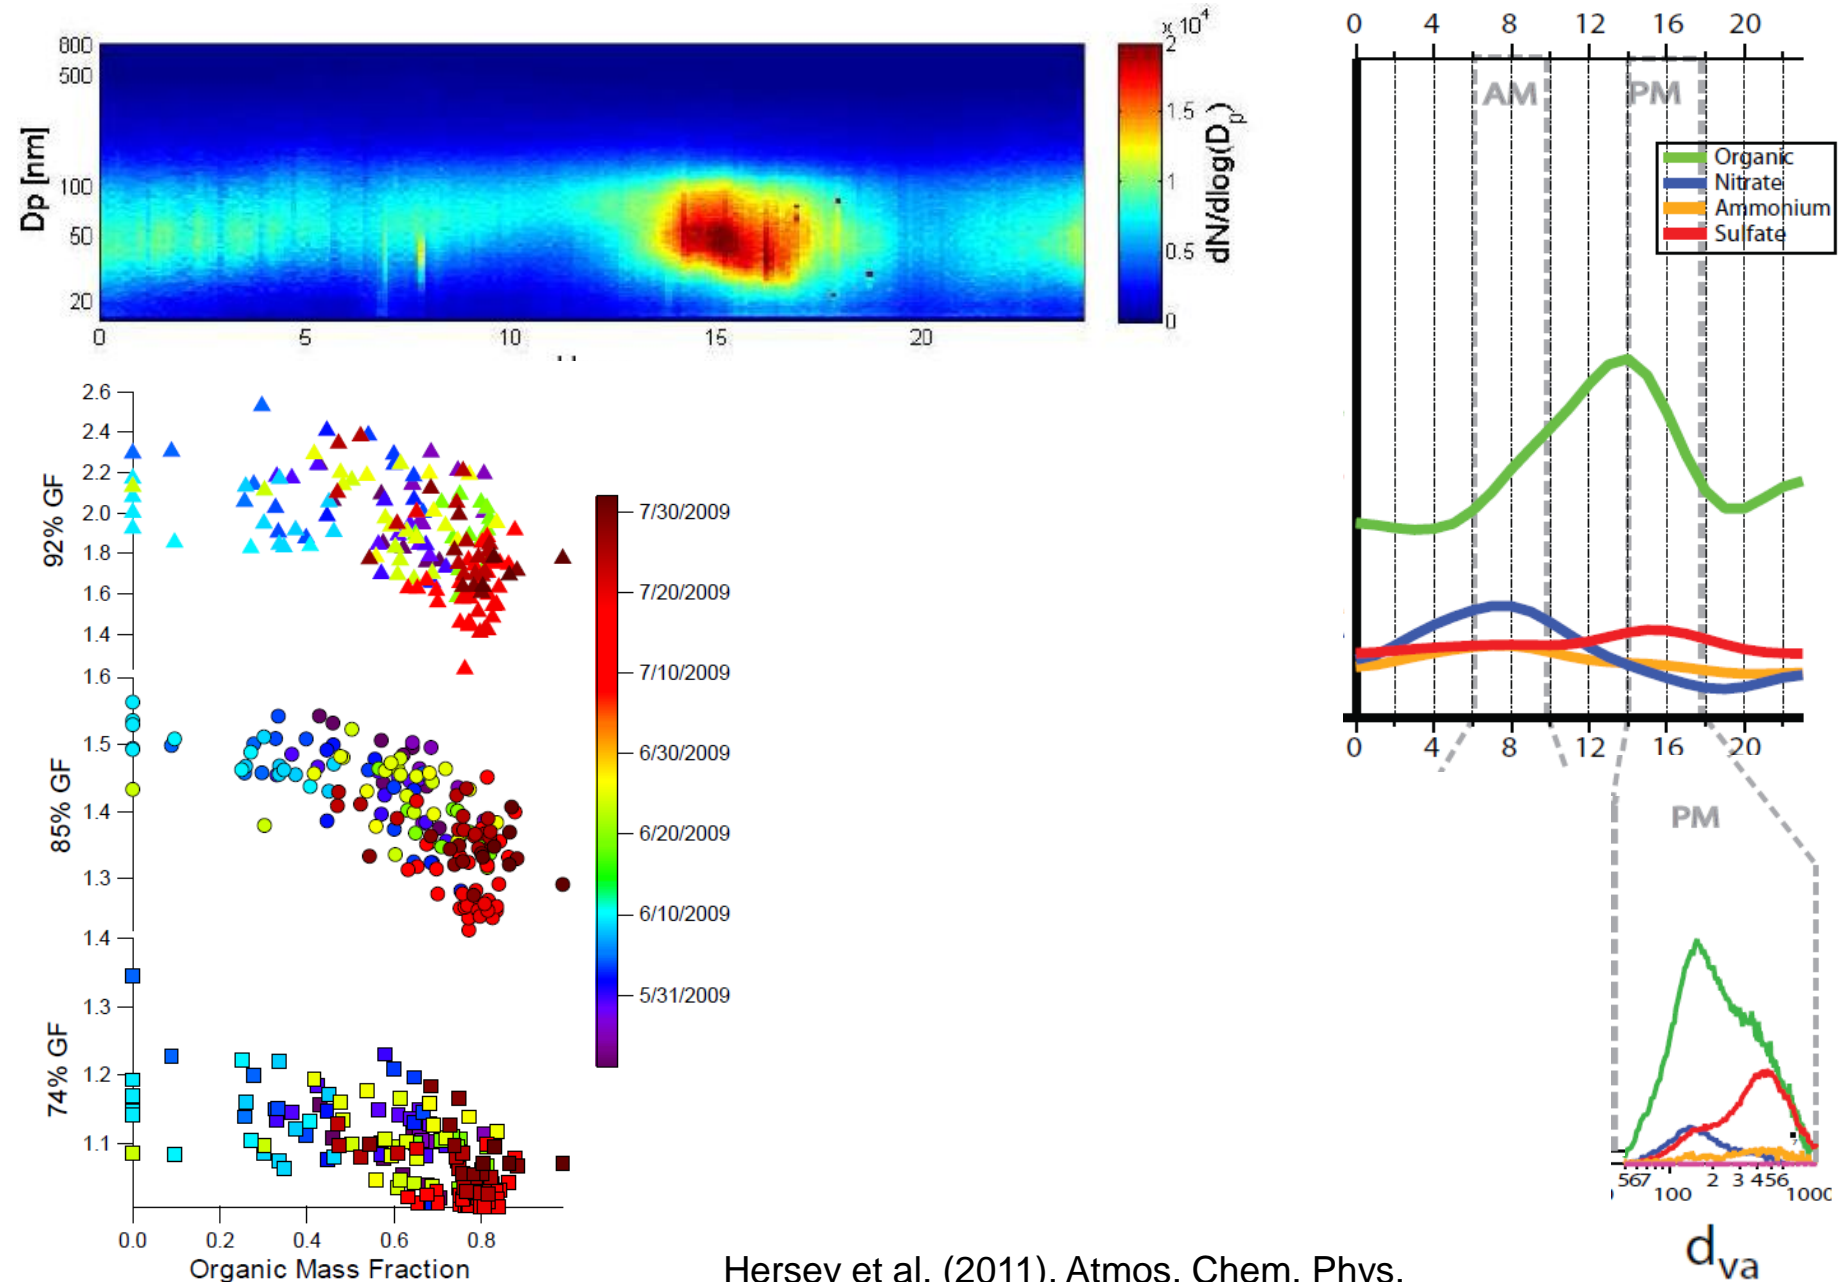 800
500
100
50
20
Dp [nm]
0 5 10 15 20
x 10^4
2
1.5
1
0.5
0
dN/dlog(D_p)
2.6
2.4
2.2
2.0
1.8
1.6
1.4
92% GF
1.6
1.5
1.4
1.3
85% GF
1.4
1.3
1.2
1.1
74% GF
0.0 0.2 0.4 0.6 0.8
Organic Mass Fraction
7/30/2009
7/20/2009
7/10/2009
6/30/2009
6/20/2009
6/10/2009
5/31/2009
0 4 8 12 16 20
AM PM
Organic
Nitrate
Ammonium
Sulfate
0 4 8 12 16 20
PM
567 100 2 3 456 1000
d_va
Hersey et al. (2011), Atmos. Chem. Phys.